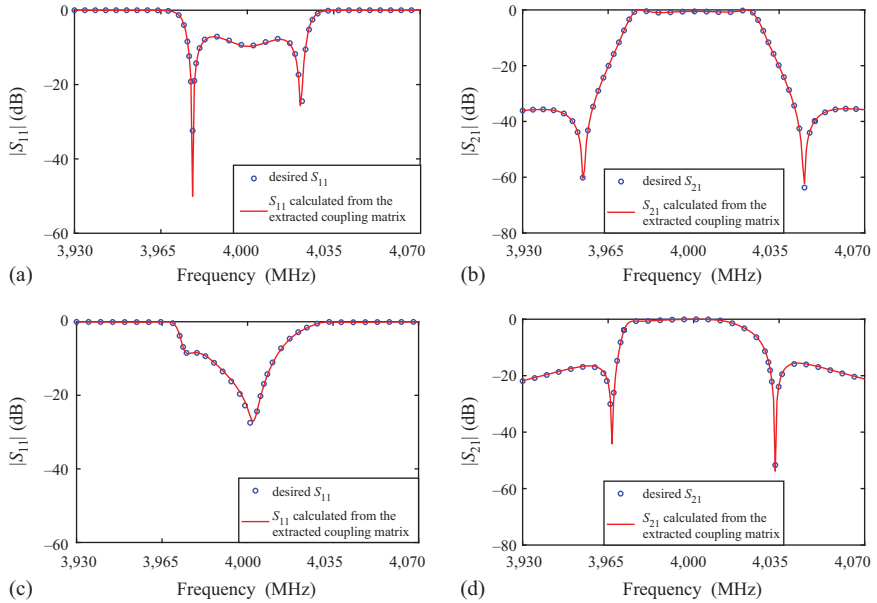 0
−20
−40
−60
|S11| (dB)
desired S11
S11 calculated from the
extracted coupling matrix
3,930 3,965 4,000 4,035 4,070
Frequency (MHz)
(a)
0
−20
−40
−60
−80
|S21| (dB)
desired S21
S21 calculated from the
extracted coupling matrix
3,930 3,965 4,000 4,035 4,070
Frequency (MHz)
(b)
0
−20
−40
−60
|S11| (dB)
desired S11
S11 calculated from the
extracted coupling matrix
3,930 3,965 4,000 4,035 4,070
Frequency (MHz)
(c)
0
−20
−40
−60
−80
|S21| (dB)
desired S21
S21 calculated from the
extracted coupling matrix
3,930 3,965 4,000 4,035 4,070
Frequency (MHz)
(d)